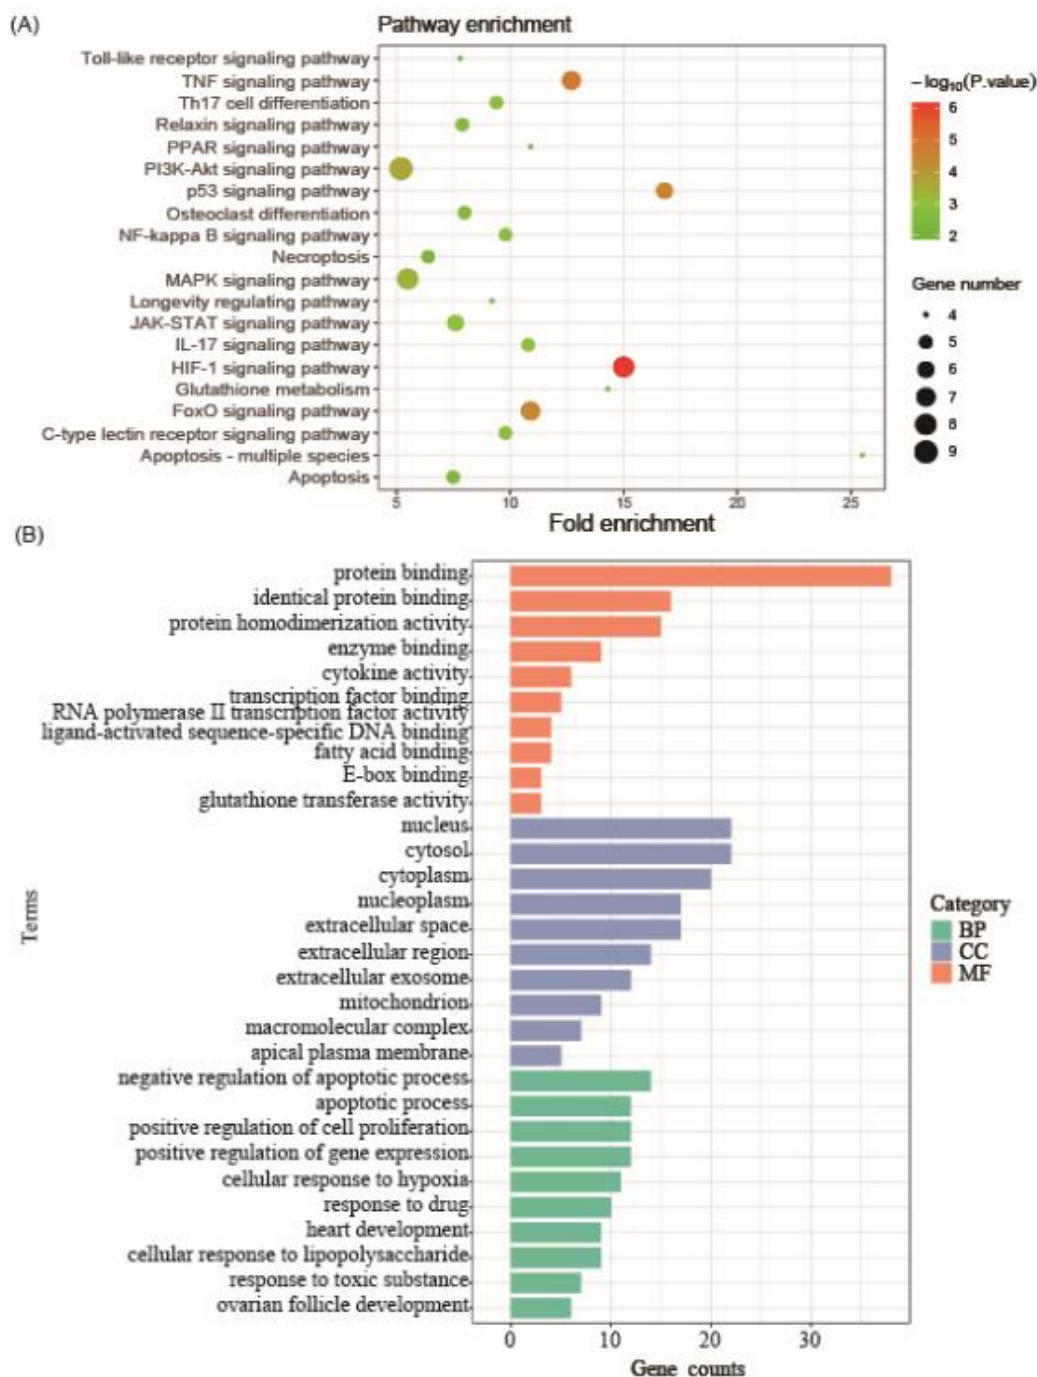 (A)
Pathway enrichment
Toll-like receptor signaling pathway
TNF signaling pathway
Th17 cell differentiation
Relaxin signaling pathway
PPAR signaling pathway
PI3K-Akt signaling pathway
p53 signaling pathway
Osteoclast differentiation
NF-kappa B signaling pathway
Necroptosis
MAPK signaling pathway
Longevity regulating pathway
JAK-STAT signaling pathway
IL-17 signaling pathway
HIF-1 signaling pathway
Glutathione metabolism
FoxO signaling pathway
C-type lectin receptor signaling pathway
Apoptosis - multiple species
Apoptosis
5 10 15 20 25
Fold enrichment
－log₁₀(P.value)
6
5
4
3
2
Gene number
4
5
6
7
8
9
(B)
Terms
protein binding
identical protein binding
protein homodimerization activity
enzyme binding
cytokine activity
transcription factor binding
RNA polymerase II transcription factor activity
ligand-activated sequence-specific DNA binding
fatty acid binding
E-box binding
glutathione transferase activity
nucleus
cytosol
cytoplasm
nucleoplasm
extracellular space
extracellular region
extracellular exosome
mitochondrion
macromolecular complex
apical plasma membrane
negative regulation of apoptotic process
apoptotic process
positive regulation of cell proliferation
positive regulation of gene expression
cellular response to hypoxia
response to drug
heart development
cellular response to lipopolysaccharide
response to toxic substance
ovarian follicle development
0 10 20 30
Gene_counts
Category
BP
CC
MF